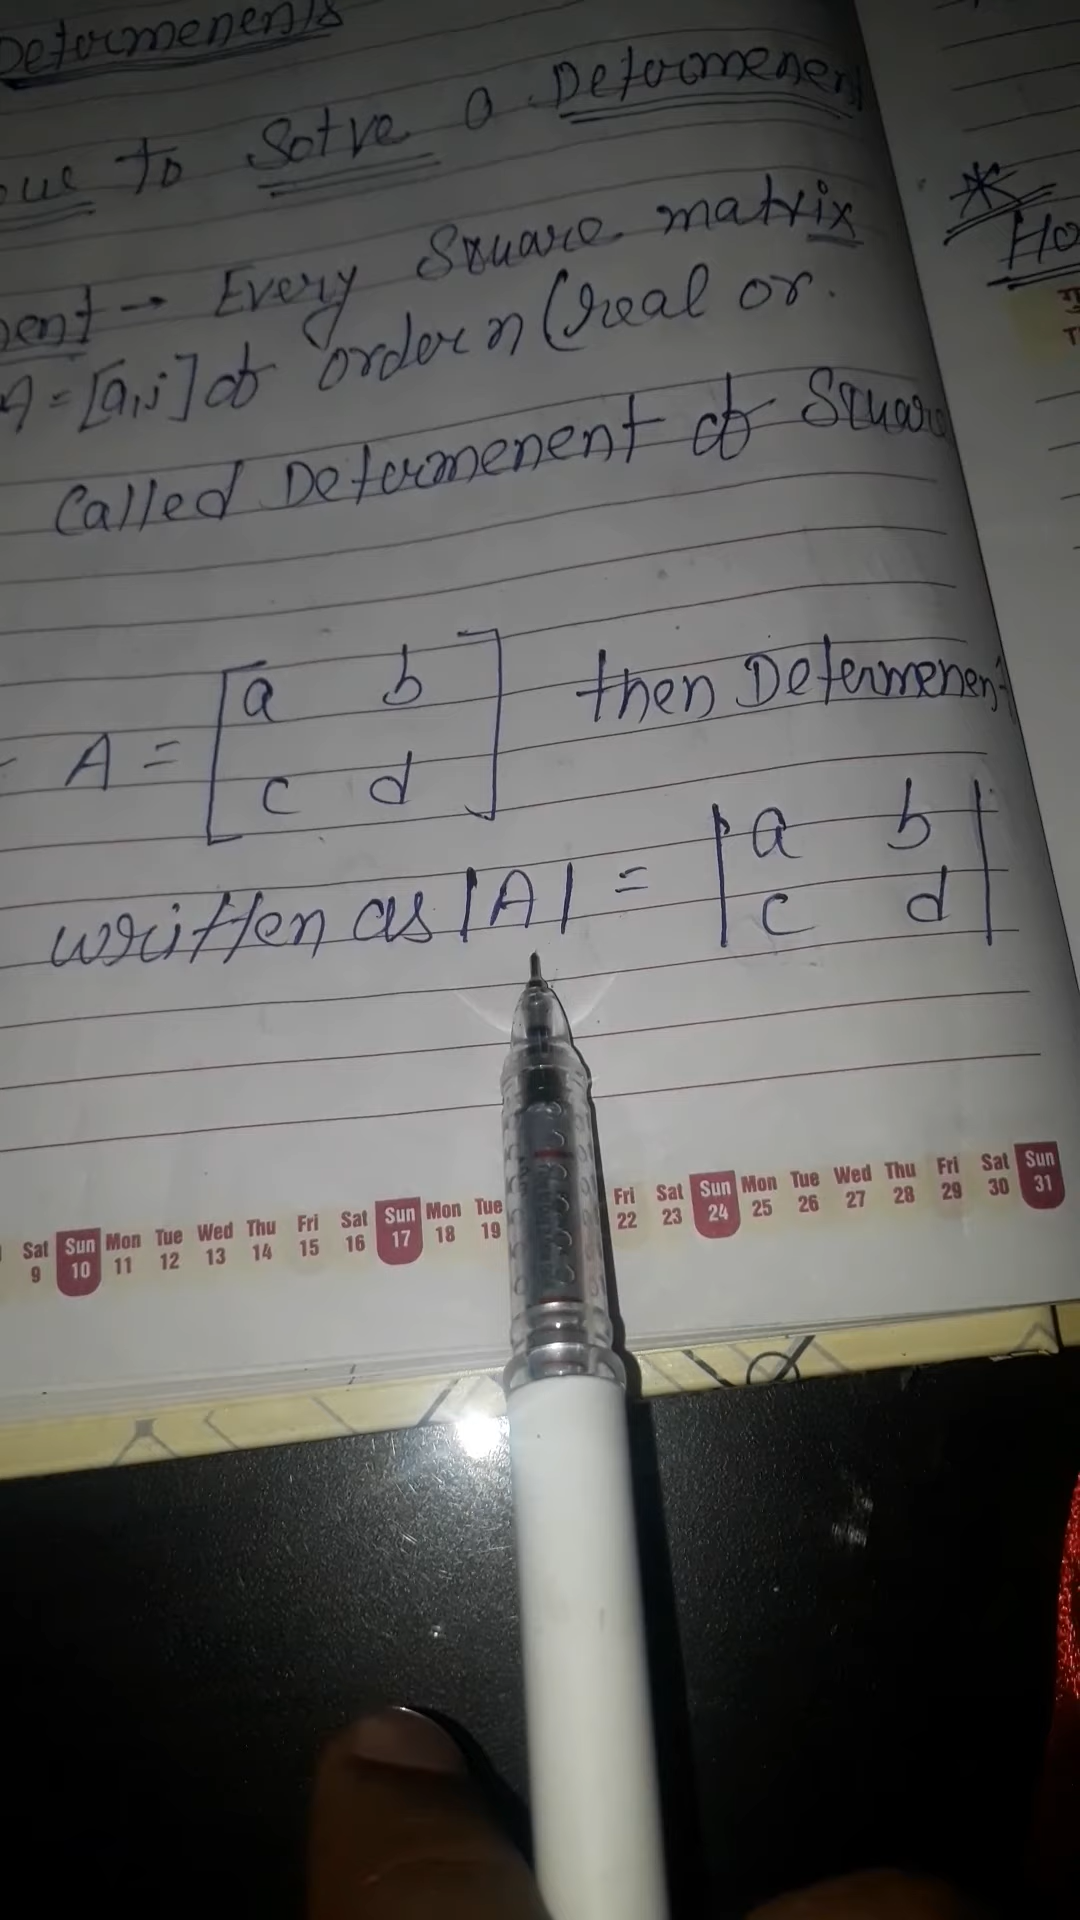 Determenents
To Solve a Determenen
Every Square matrix
A = [a,j] of order n (real or
Called Determenent of Square
A = [a b
c d] then Determenen
written as |A| = |a b
c d|
Ho
Sat Sun Mon Tue Wed Thu Fri Sat Sun Mon Tue Fri Sat Sun Mon Tue Wed Thu Fri Sat Sun
9 10 11 12 13 14 15 16 17 18 19 22 23 24 25 26 27 28 29 30 31